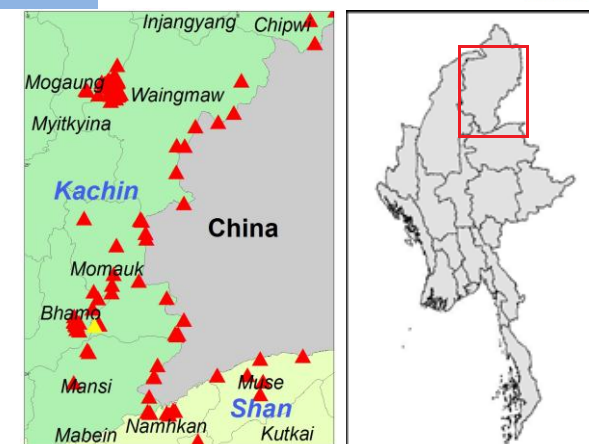 Injangyang
Chipwi
Mogaung
Waingmaw
Myitkyina
Kachin
China
Momauk
Bhamo
Mansi
Muse
Shan
Namhkan
Mabein
Kutkai